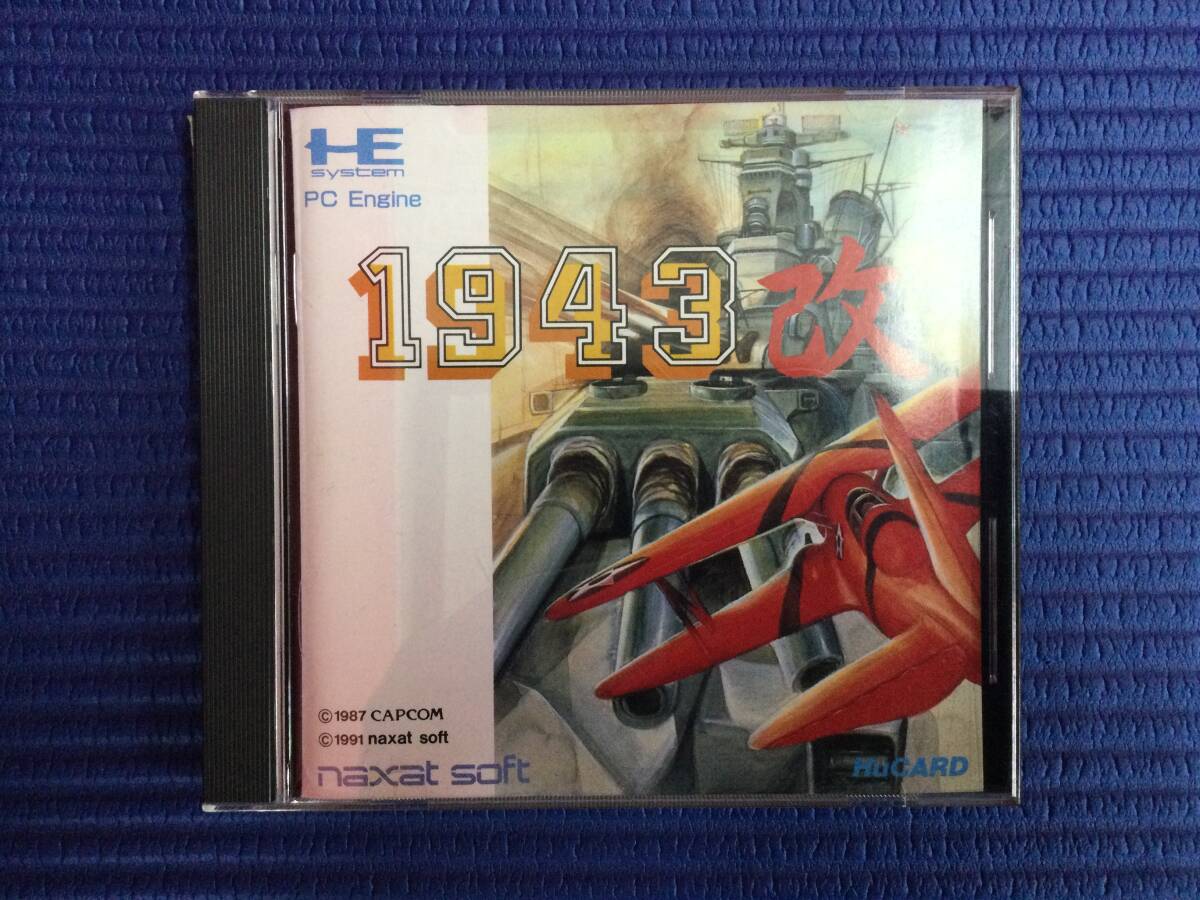 HE
system
PC Engine
1943改
©1987 CAPCOM
©1991 naxat soft
naxat soft
HuCARD